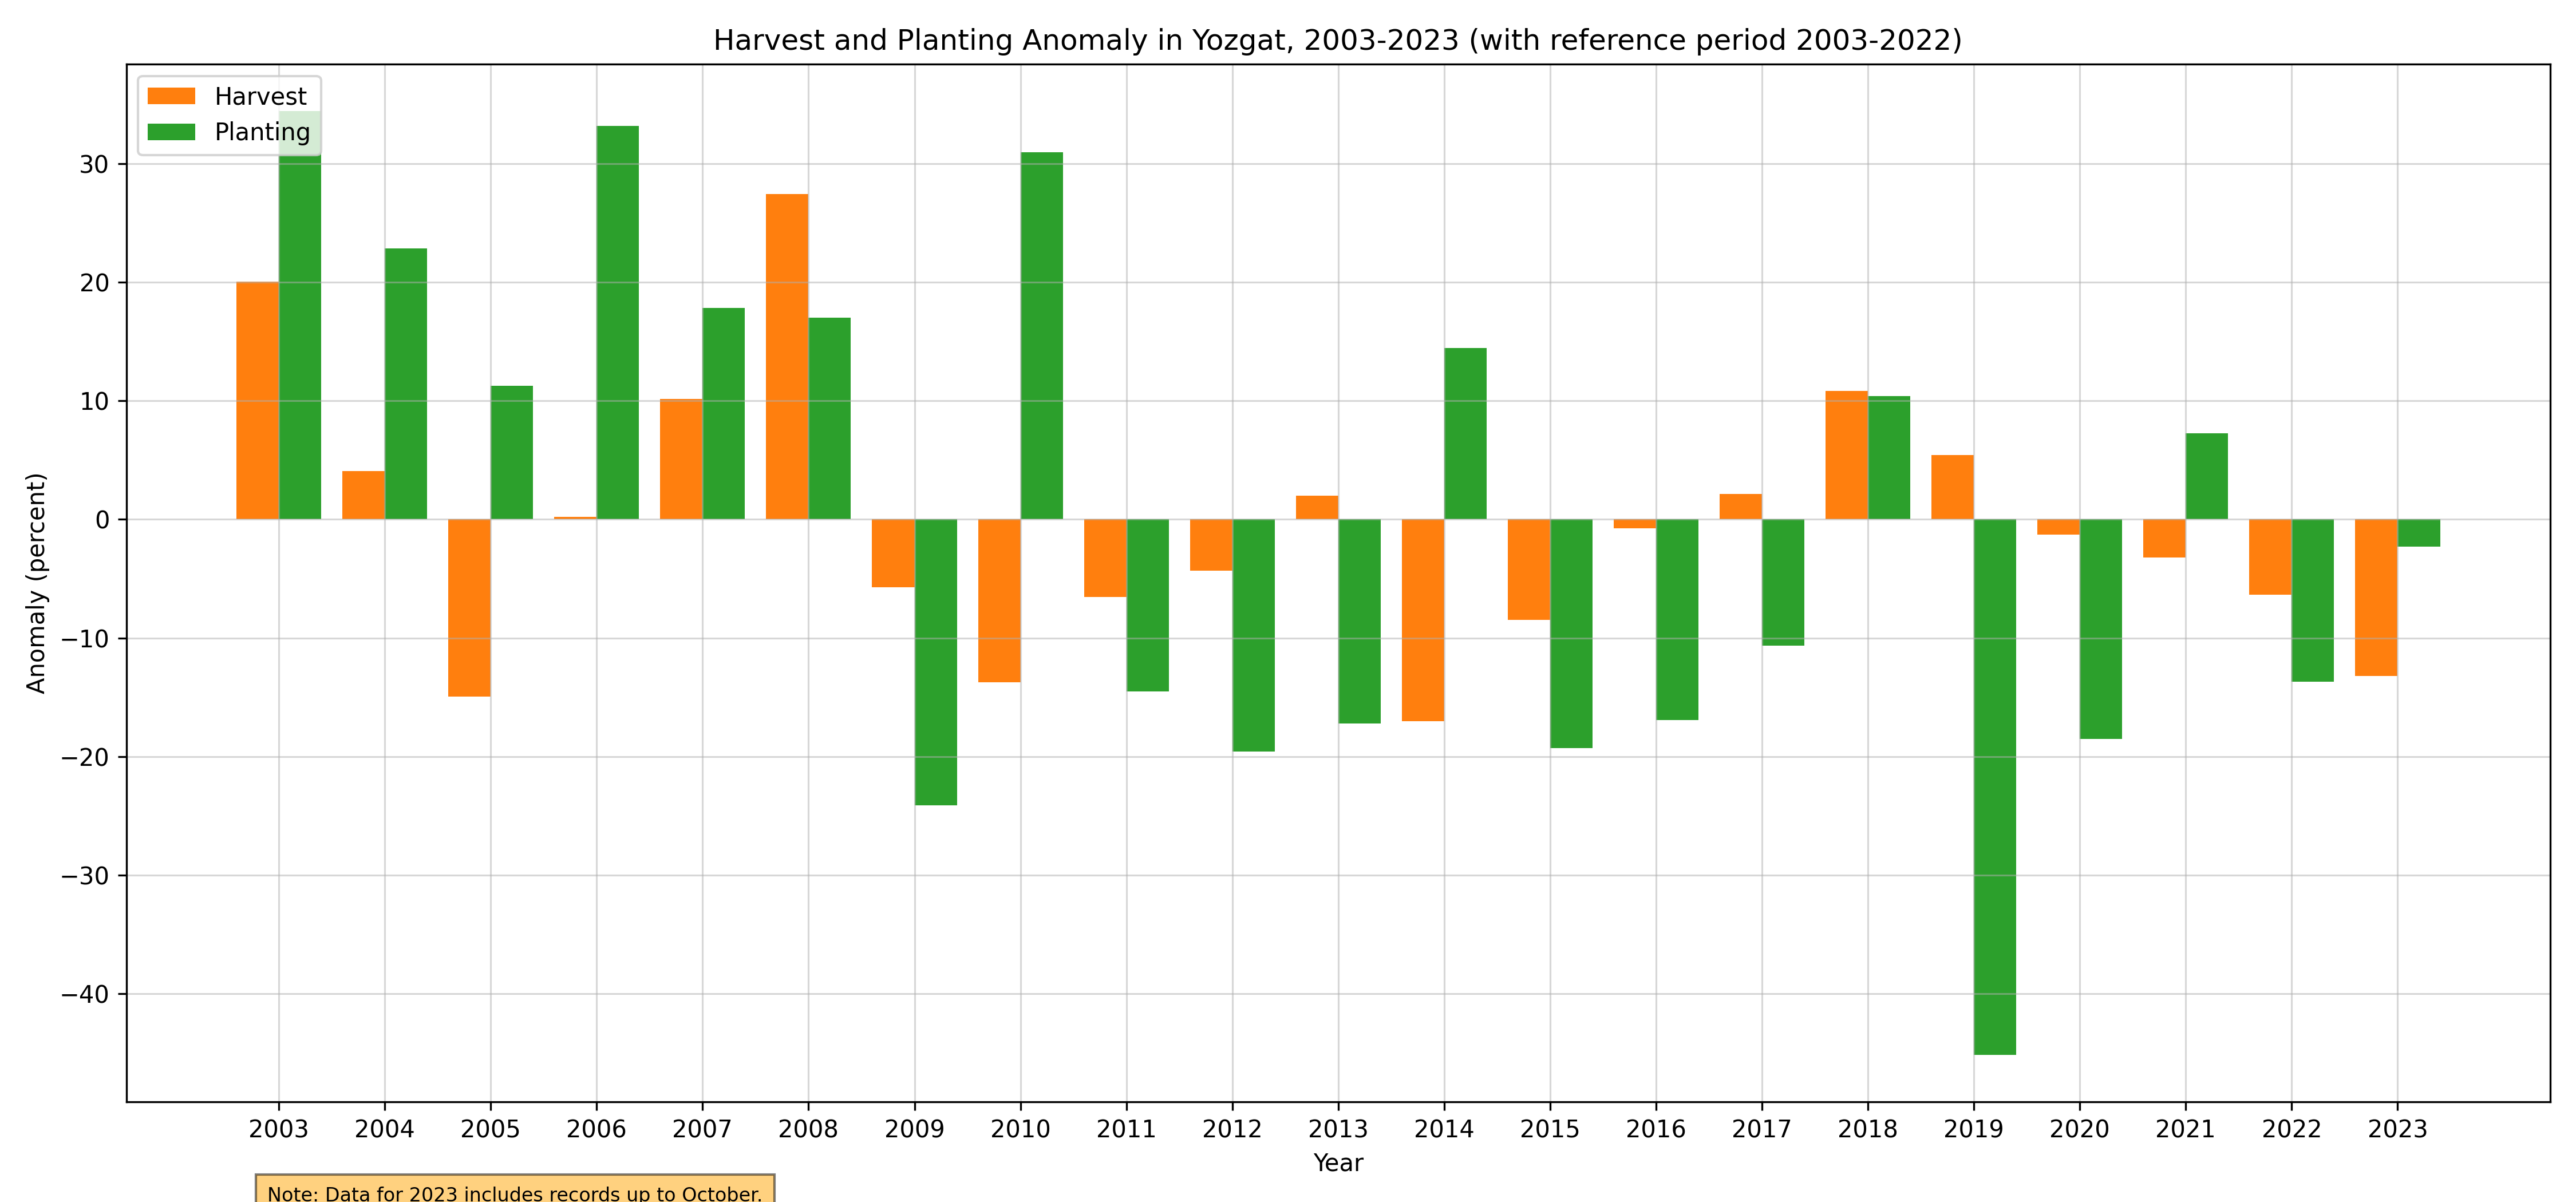 Harvest and Planting Anomaly in Yozgat, 2003-2023 (with reference period 2003-2022)
Harvest
Planting
30
20
10
0
−10
−20
−30
−40
Anomaly (percent)
2003 2004 2005 2006 2007 2008 2009 2010 2011 2012 2013 2014 2015 2016 2017 2018 2019 2020 2021 2022 2023
Year
Note: Data for 2023 includes records up to October.